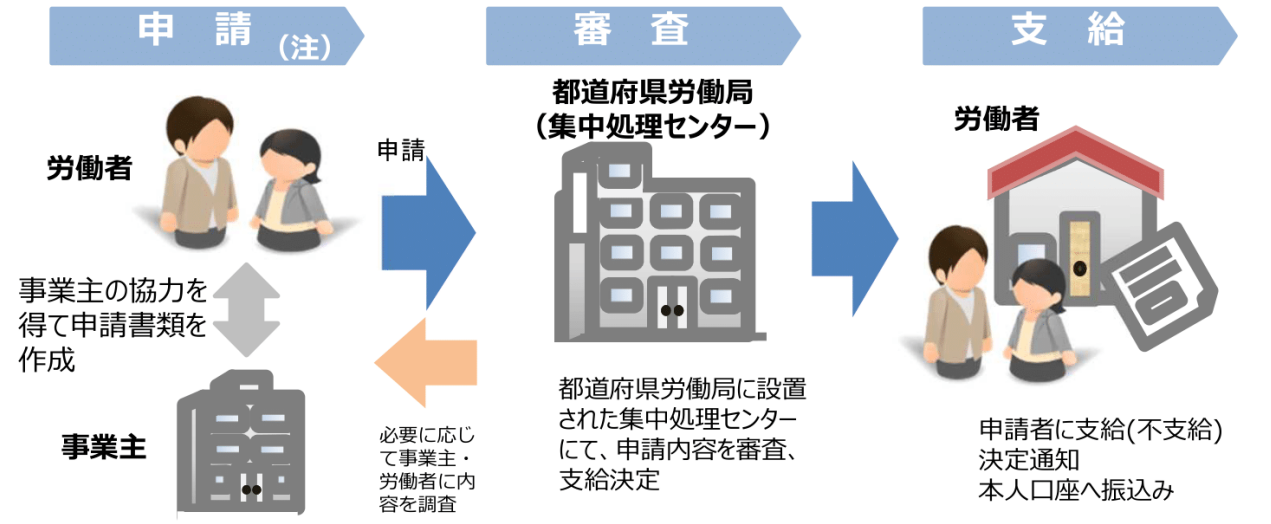 申 請 (注)
審 査
支 給
労働者
事業主の協力を
得て申請書類を
作成
事業主
申請
必要に応じ
て事業主・
労働者に内
容を調査
都道府県労働局
(集中処理センター)
都道府県労働局に設置
された集中処理センター
にて、申請内容を審査、
支給決定
労働者
申請者に支給(不支給)
決定通知
本人口座へ振込み